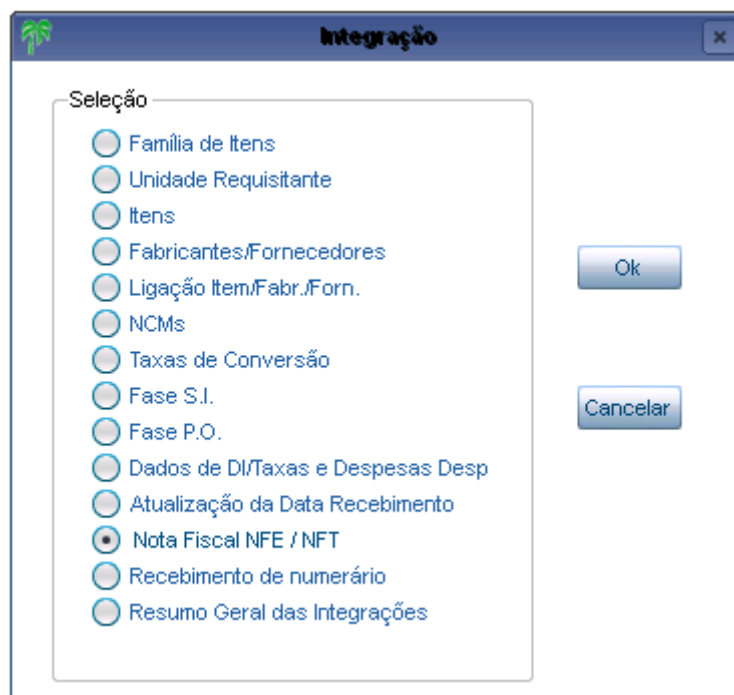 Integração
Seleção
Família de Itens
Unidade Requisitante
Itens
Fabricantes/Fornecedores
Ligação Item/Fabr./Forn.
NCMs
Taxas de Conversão
Fase S.I.
Fase P.O.
Dados de DI/Taxas e Despesas Desp
Atualização da Data Recebimento
Nota Fiscal NFE / NFT
Recebimento de numerário
Resumo Geral das Integrações
Ok
Cancelar